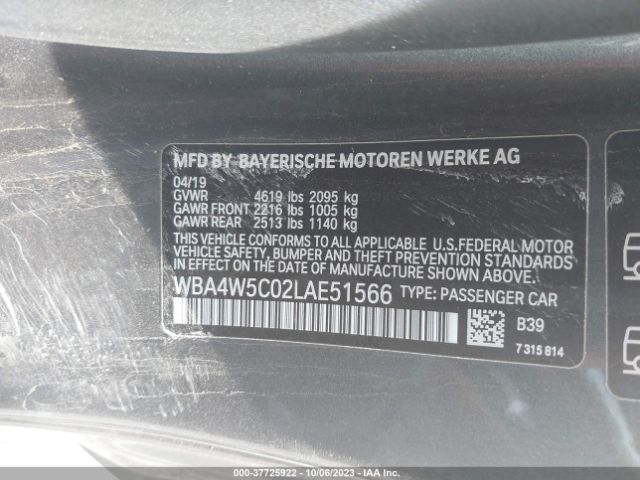 MFD BY BAYERISCHE MOTOREN WERKE AG
04/19
GVWR 4619 lbs 2095 kg
GAWR FRONT 2216 lbs 1005 kg
GAWR REAR 2513 lbs 1140 kg
THIS VEHICLE CONFORMS TO ALL APPLICABLE U.S.FEDERAL MOTOR
VEHICLE SAFETY, BUMPER AND THEFT PREVENTION STANDARDS
IN EFFECT ON THE DATE OF MANUFACTURE SHOWN ABOVE.
WBA4W5C02LAE51566 TYPE: PASSENGER CAR
B39
7 315 814
000-37725922 - 10/06/2023 - © IAA Inc.